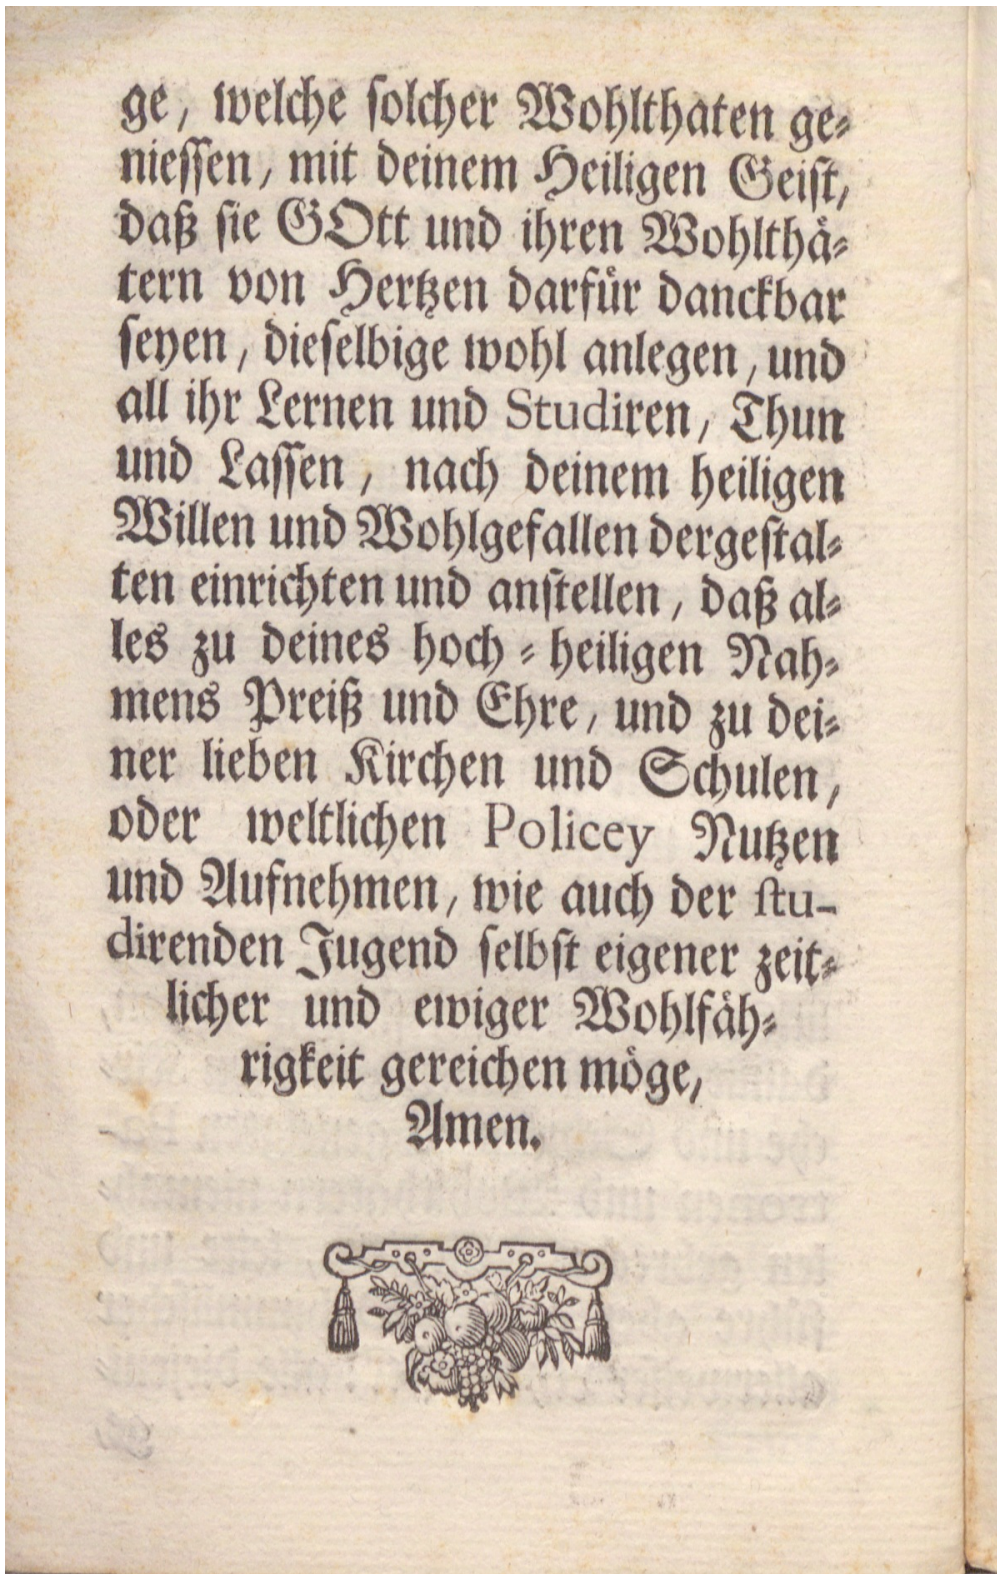 ge, welche solcher Wohlthaten ge-
niessen, mit deinem Heiligen Geist,
daß sie GOtt und ihren Wohlthä-
tern von Hertzen darfür danckbar
seyen, dieselbige wohl anlegen, und
all ihr Lernen und Studiren, Thun
und Lassen, nach deinem heiligen
Willen und Wohlgefallen dergestal-
ten einrichten und anstellen, daß al-
les zu deines hoch-heiligen Nah-
mens Preiß und Ehre, und zu dei-
ner lieben Kirchen und Schulen,
oder weltlichen Policey Nutzen
und Aufnehmen, wie auch der stu-
direnden Jugend selbst eigener zeit-
licher und ewiger Wohlfäh-
rigkeit gereichen möge,
Amen.